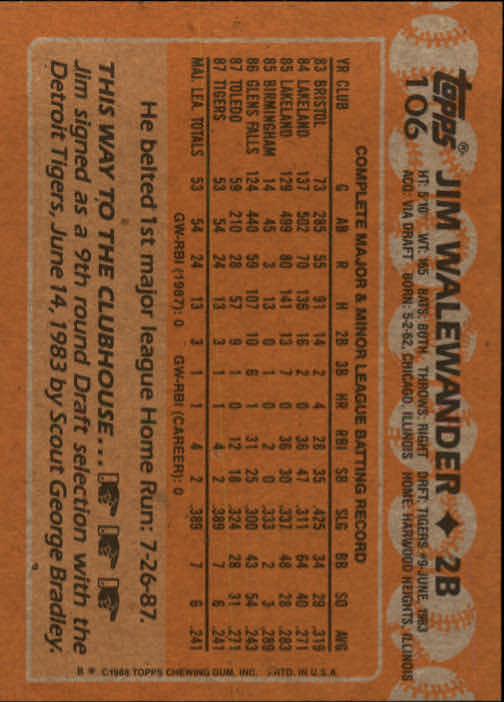 topps® JIM WALEWANDER ✦ 2B
106
HT: 5'10" WT: 165 BATS: BOTH THROWS: RIGHT DRFT: TIGERS #9-JUNE, 1983
ACQ: VIA DRAFT BORN: 5-2-62, CHICAGO, ILLINOIS HOME: HARWOOD HEIGHTS, ILLINOIS
COMPLETE MAJOR & MINOR LEAGUE BATTING RECORD
YR CLUB G AB R H 2B 3B HR RBI SB SLG BB SO AVG
83 BRISTOL 73 285 55 91 14 2 4 28 35 .425 34 29 .319
84 LAKELAND 137 502 70 136 16 2 0 36 47 .311 64 40 .271
85 LAKELAND 129 499 80 141 13 7 0 36 30 .337 48 28 .283
85 BIRMINGHAM 14 45 3 13 0 1 0 2 0 .333 2 3 .289
86 GLENS FALLS 124 440 59 107 10 6 1 31 25 .300 43 54 .243
87 TOLEDO 59 210 28 57 9 1 0 12 18 .324 28 31 .271
87 TIGERS 53 54 24 13 3 1 1 4 2 .389 7 6 .241
MAJ. LEA. TOTALS 53 54 24 13 3 1 1 4 2 .389 7 6 .241
GW-RBI (1987): 0 GW-RBI (CAREER): 0
He belted 1st major league Home Run: 7-26-87.
THIS WAY TO THE CLUBHOUSE...
Jim signed as a 9th round Draft selection with the
Detroit Tigers, June 14, 1983 by Scout George Bradley.
B * ©1988 TOPPS CHEWING GUM, INC. PRTD. IN U.S.A.